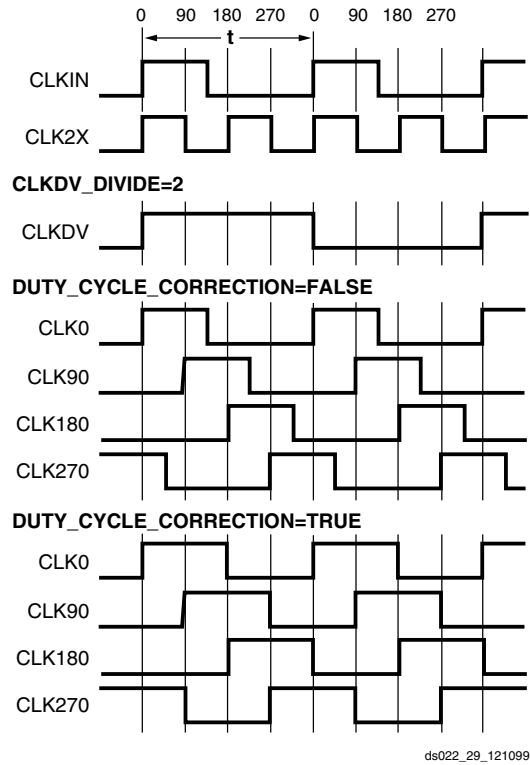 0 90 180 270 0 90 180 270
t
CLKIN
CLK2X
CLKDV_DIVIDE=2
CLKDV
DUTY_CYCLE_CORRECTION=FALSE
CLK0
CLK90
CLK180
CLK270
DUTY_CYCLE_CORRECTION=TRUE
CLK0
CLK90
CLK180
CLK270
ds022_29_121099